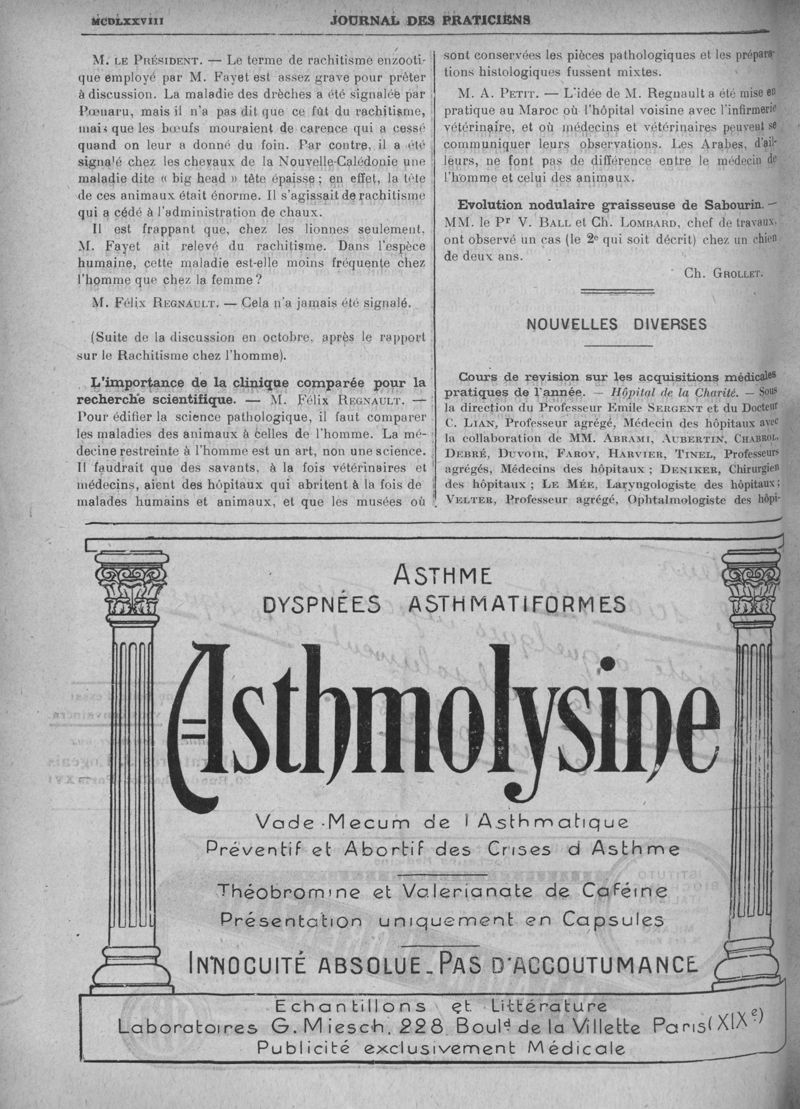 MCDLXXVIII
JOURNAL DES PRATICIENS
M. LE PRÉSIDENT. — Le terme de rachitisme enzooti-
que employé par M. Fayet est assez grave pour prêter
à discussion. La maladie des drèches a été signalée par
Pœnaru, mais il n'a pas dit que ce fût du rachitisme,
mais que les bœufs mouraient de carence qui a cessé
quand on leur a donné du foin. Par contre, il a été
signalé chez les chevaux de la Nouvelle-Calédonie une
maladie dite « big head » tête épaisse ; en effet, la tête
de ces animaux était énorme. Il s'agissait de rachitisme
qui a cédé à l'administration de chaux.
Il est frappant que, chez les lionnes seulement,
M. Fayet ait relevé du rachitisme. Dans l'espèce
humaine, cette maladie est-elle moins fréquente chez
l'homme que chez la femme ?
M. Félix REGNAULT. — Cela n'a jamais été signalé.
(Suite de la discussion en octobre, après le rapport
sur le Rachitisme chez l'homme).
L'importance de la clinique comparée pour la
recherche scientifique. — M. Félix REGNAULT. —
Pour édifier la science pathologique, il faut comparer
les maladies des animaux à celles de l'homme. La mé-
decine restreinte à l'homme est un art, non une science.
Il faudrait que des savants, à la fois vétérinaires et
médecins, aient des hôpitaux qui abritent à la fois de
malades humains et animaux, et que les musées où
sont conservées les pièces pathologiques et les prépara-
tions histologiques fussent mixtes.
M. A. PETIT. — L'idée de M. Regnault a été mise en
pratique au Maroc où l'hôpital voisine avec l'infirmerie
vétérinaire, et où médecins et vétérinaires peuvent se
communiquer leurs observations. Les Arabes, d'ail-
leurs, ne font pas de différence entre le médecin de
l'homme et celui des animaux.
Evolution nodulaire graisseuse de Sabourin. —
MM. le Pr V. BALL et Ch. LOMBARD, chef de travaux,
ont observé un cas (le 2e qui soit décrit) chez un chien
de deux ans.
Ch. GROLLET.
NOUVELLES DIVERSES
Cours de revision sur les acquisitions médicales
pratiques de l'année. — Hôpital de la Charité. — Sous
la direction du Professeur Emile SERGENT et du Docteur
C. LIAN, Professeur agrégé, Médecin des hôpitaux avec
la collaboration de MM. ABRAMI, AUBERTIN, CHABROL,
DEBRÉ, DUVOIR, FAROY, HARVIER, TINEL, Professeurs
agrégés, Médecins des hôpitaux ; DENIKER, Chirurgien
des hôpitaux ; LE MÉE, Laryngologiste des hôpitaux ;
VELTER, Professeur agrégé, Ophtalmologiste des hôpi-
ASTHME
DYSPNÉES ASTHMATIFORMES
Asthmolysine
Vade-Mecum de l Asthmatique
Préventif et Abortif des Crises d Asthme
Théobromine et Valerianate de Caféine
Présentation uniquement en Capsules
INNOCUITÉ ABSOLUE - PAS D'ACCOUTUMANCE
Echantillons et Littérature
Laboratoires G. Miesch, 228, Bould de la Villette Paris (XIXe)
Publicité exclusivement Médicale